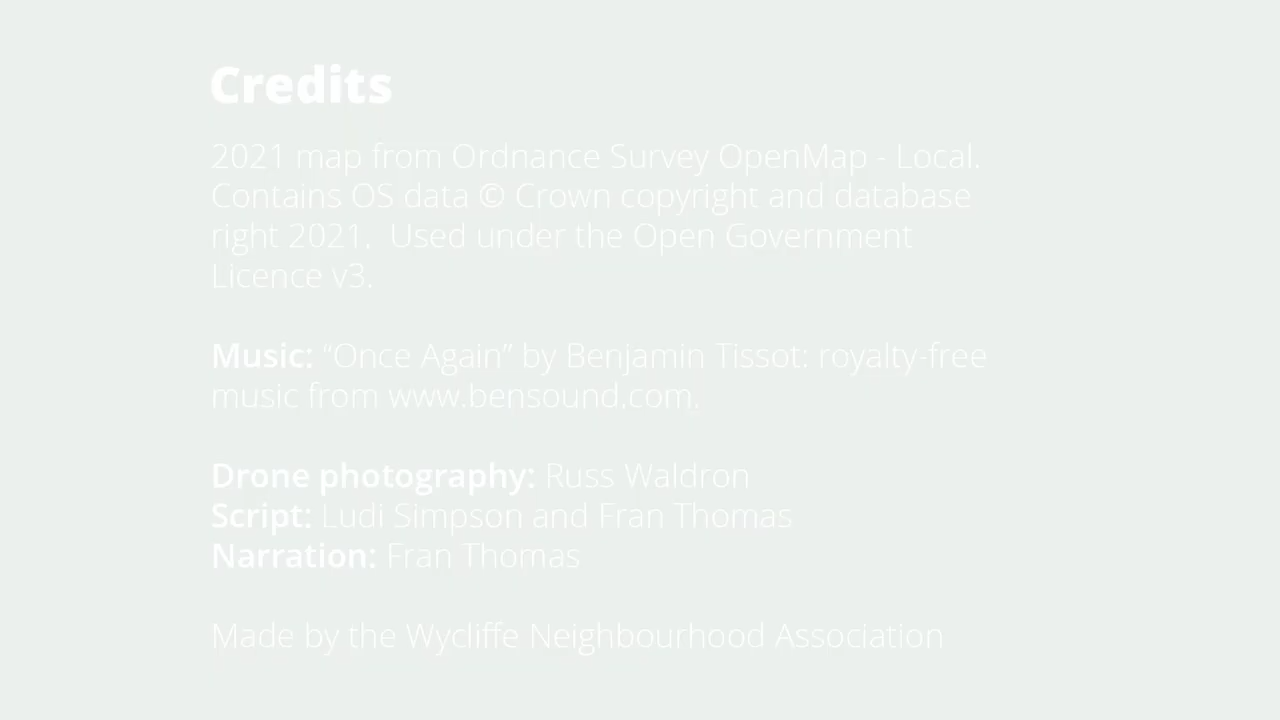 Credits
2021 map from Ordnance Survey OpenMap - Local.
Contains OS data © Crown copyright and database
right 2021.  Used under the Open Government
Licence v3.
Music: “Once Again” by Benjamin Tissot: royalty-free
music from www.bensound.com.
Drone photography: Russ Waldron
Script: Ludi Simpson and Fran Thomas
Narration: Fran Thomas
Made by the Wycliffe Neighbourhood Association